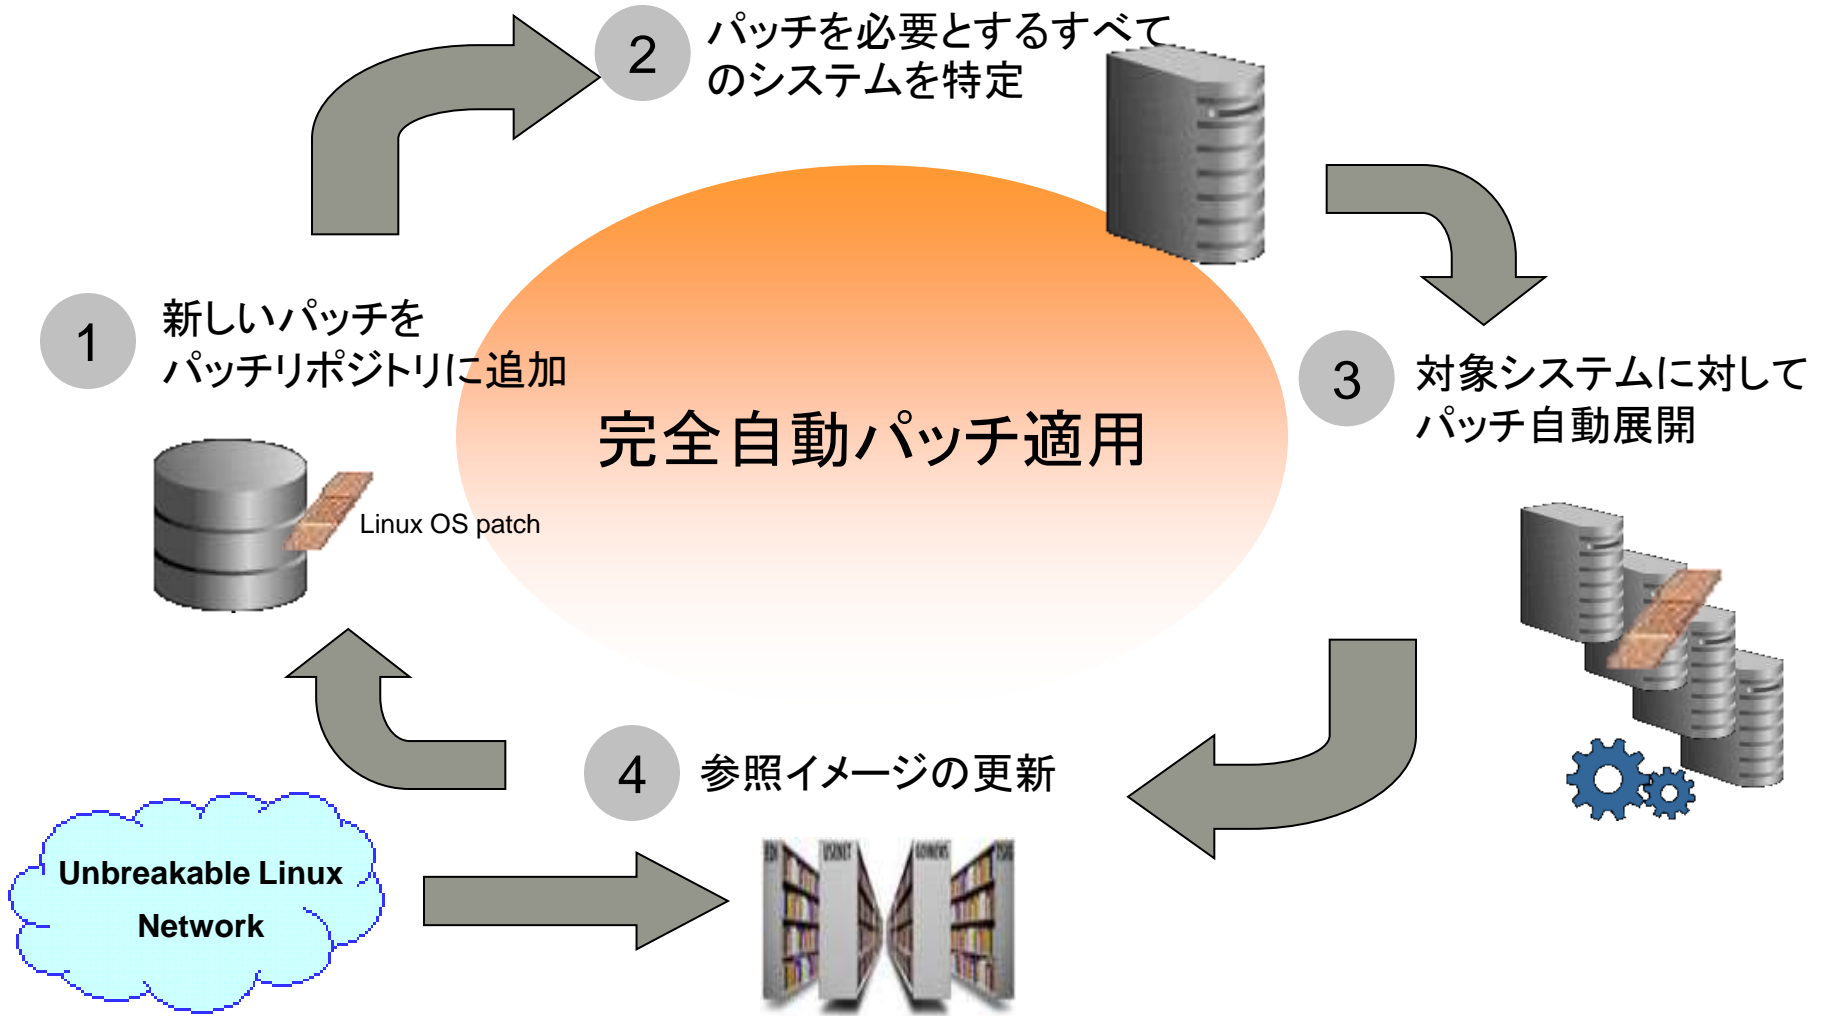 2
パッチを必要とするすべて
のシステムを特定
1
新しいパッチを
パッチリポジトリに追加
3
対象システムに対して
パッチ自動展開
完全自動パッチ適用
Linux OS patch
4
参照イメージの更新
Unbreakable Linux
Network
USENET